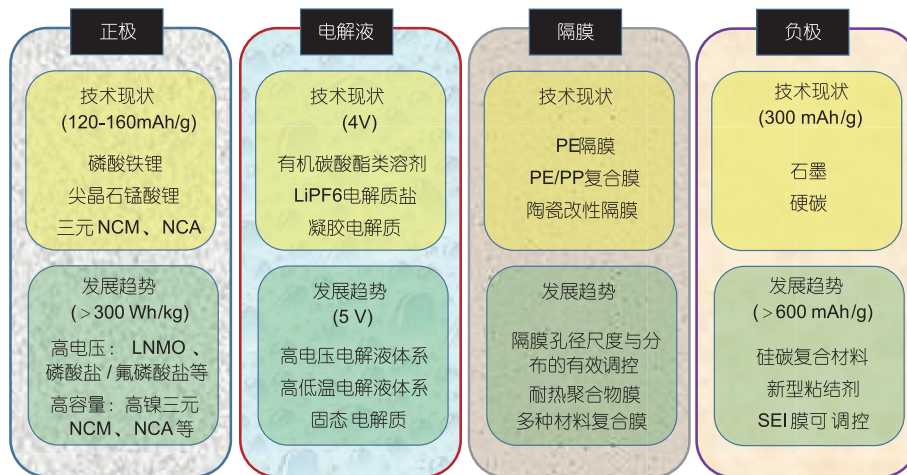 正极
技术现状
(120-160mAh/g)
磷酸铁锂
尖晶石锰酸锂
三元 NCM、NCA
发展趋势
(>300 Wh/kg)
高电压：LNMO、
磷酸盐/氟磷酸盐等
高容量：高镍三元
NCM、NCA等
电解液
技术现状
(4V)
有机碳酸酯类溶剂
LiPF6电解质盐
凝胶电解质
发展趋势
(5 V)
高电压电解液体系
高低温电解液体系
固态电解质
隔膜
技术现状
PE隔膜
PE/PP复合膜
陶瓷改性隔膜
发展趋势
隔膜孔径尺度与分
布的有效调控
耐热聚合物膜
多种材料复合膜
负极
技术现状
(300 mAh/g)
石墨
硬碳
发展趋势
(>600 mAh/g)
硅碳复合材料
新型粘结剂
SEI膜可调控